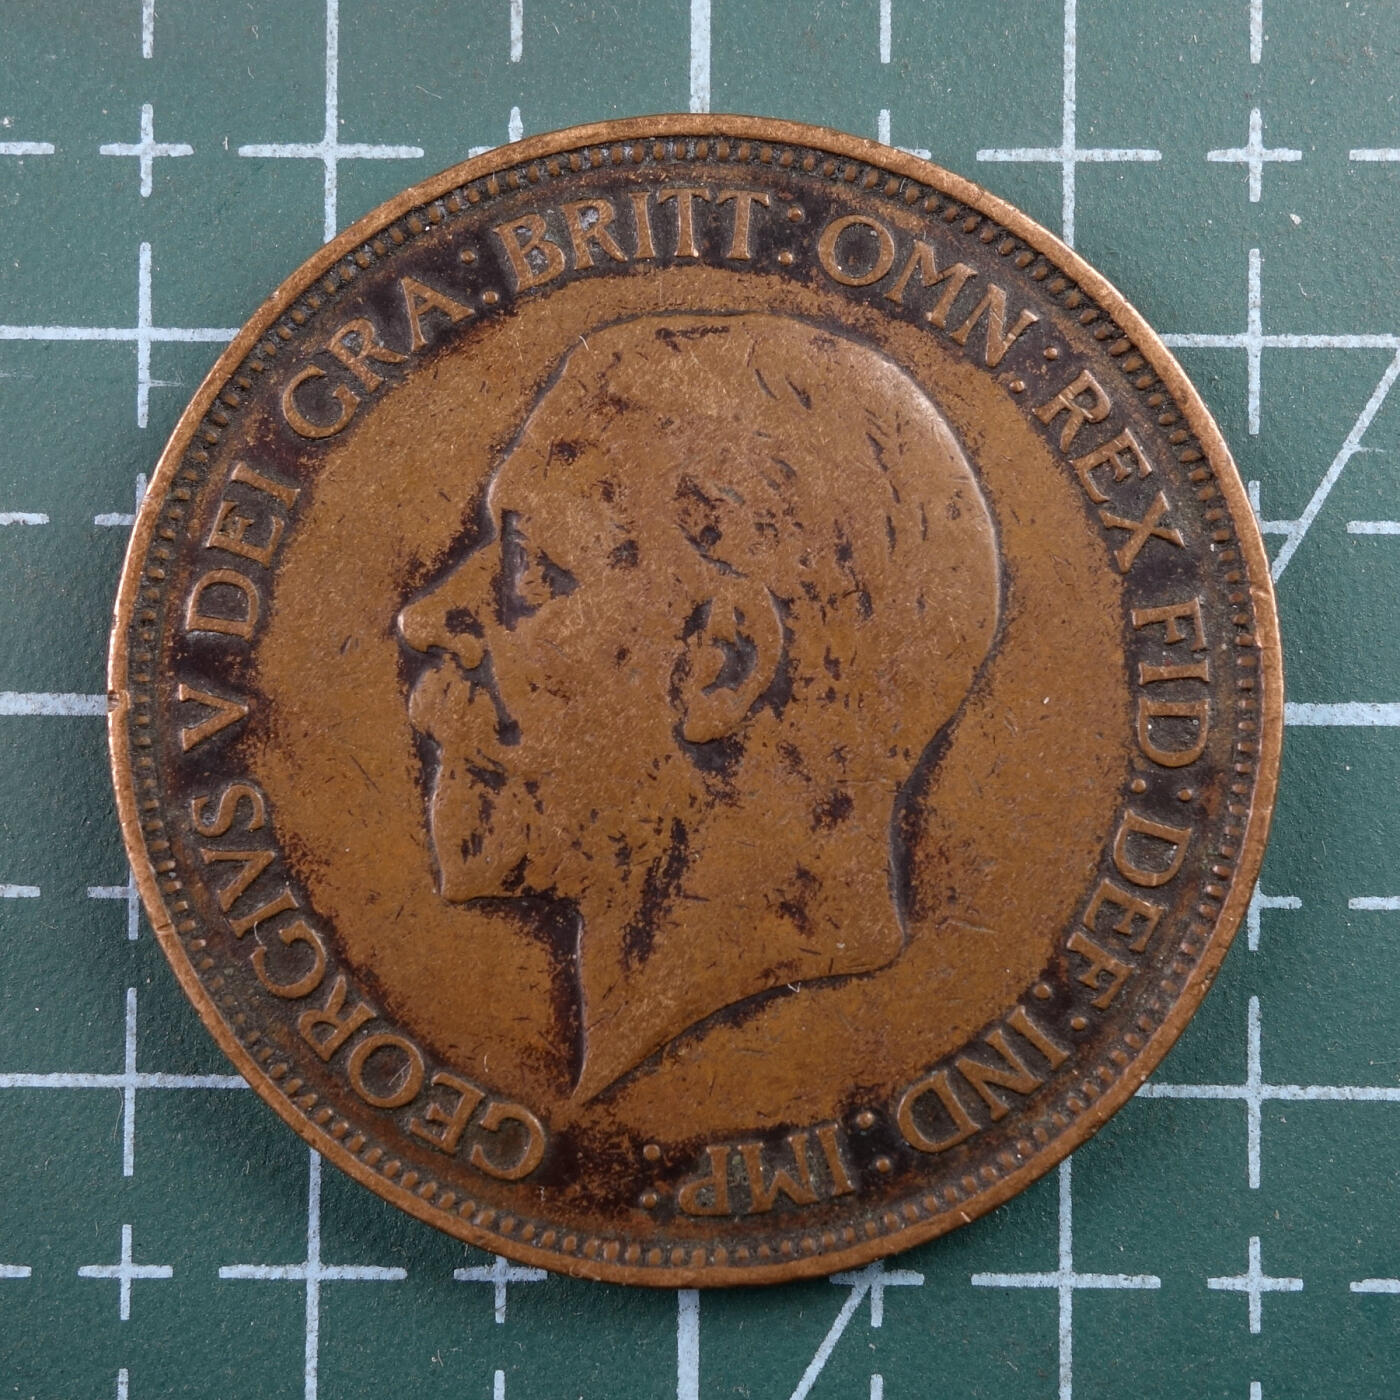 GEORGIVS V DEI GRA: BRITT: OMN: REX FID: DEF: IND: IMP: